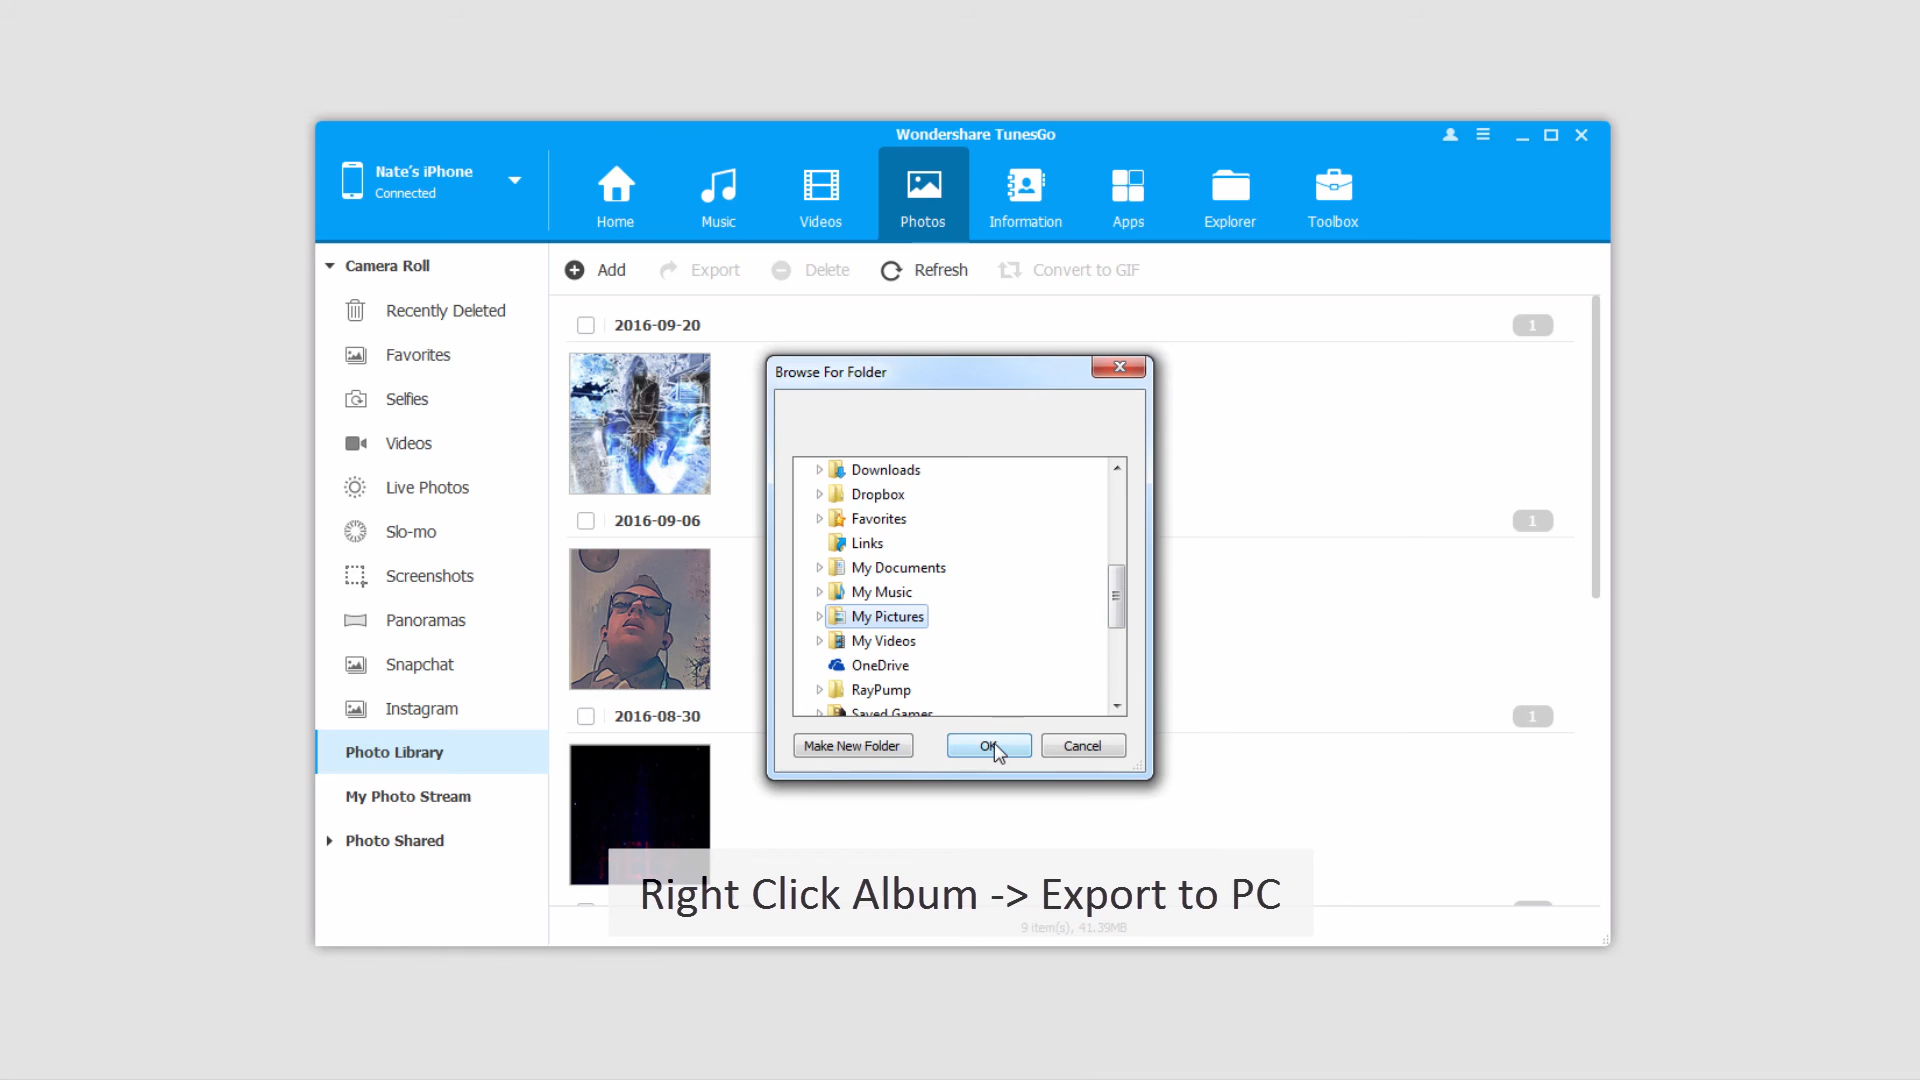 Wondershare TunesGo
Nate's iPhone
Connected
Home
Music
Videos
Photos
Information
Apps
Explorer
Toolbox
Camera Roll
Recently Deleted
Favorites
Selfies
Videos
Live Photos
Slo-mo
Screenshots
Panoramas
Snapchat
Instagram
Photo Library
My Photo Stream
Photo Shared
Add
Export
Delete
Refresh
Convert to GIF
2016-09-20
1
2016-09-06
1
2016-08-30
1
Browse For Folder
Downloads
Dropbox
Favorites
Links
My Documents
My Music
My Pictures
My Videos
OneDrive
RayPump
Saved Games
Make New Folder
OK
Cancel
Right Click Album -> Export to PC
9 item(s), 41.39MB